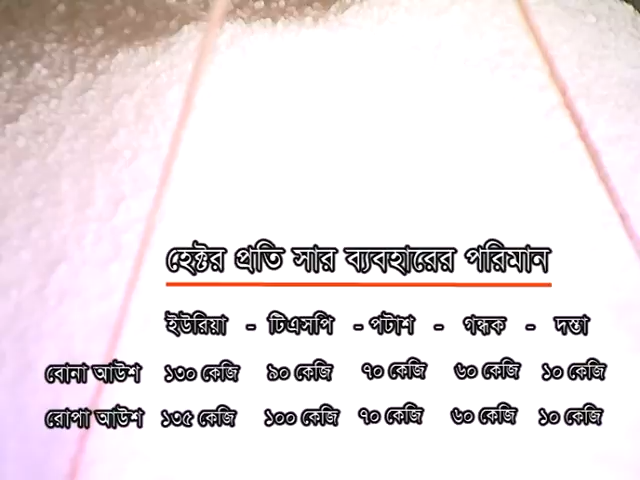 হেক্টর প্রতি সার ব্যবহারের পরিমান
ইউরিয়া - টিএসপি - পটাশ - গন্ধক - দস্তা
বোনা আউশ ১৩০ কেজি ৯০ কেজি ৭০ কেজি ৬০ কেজি ১০ কেজি
রোপা আউশ ১৩৫ কেজি ১০০ কেজি ৭০ কেজি ৬০ কেজি ১০ কেজি